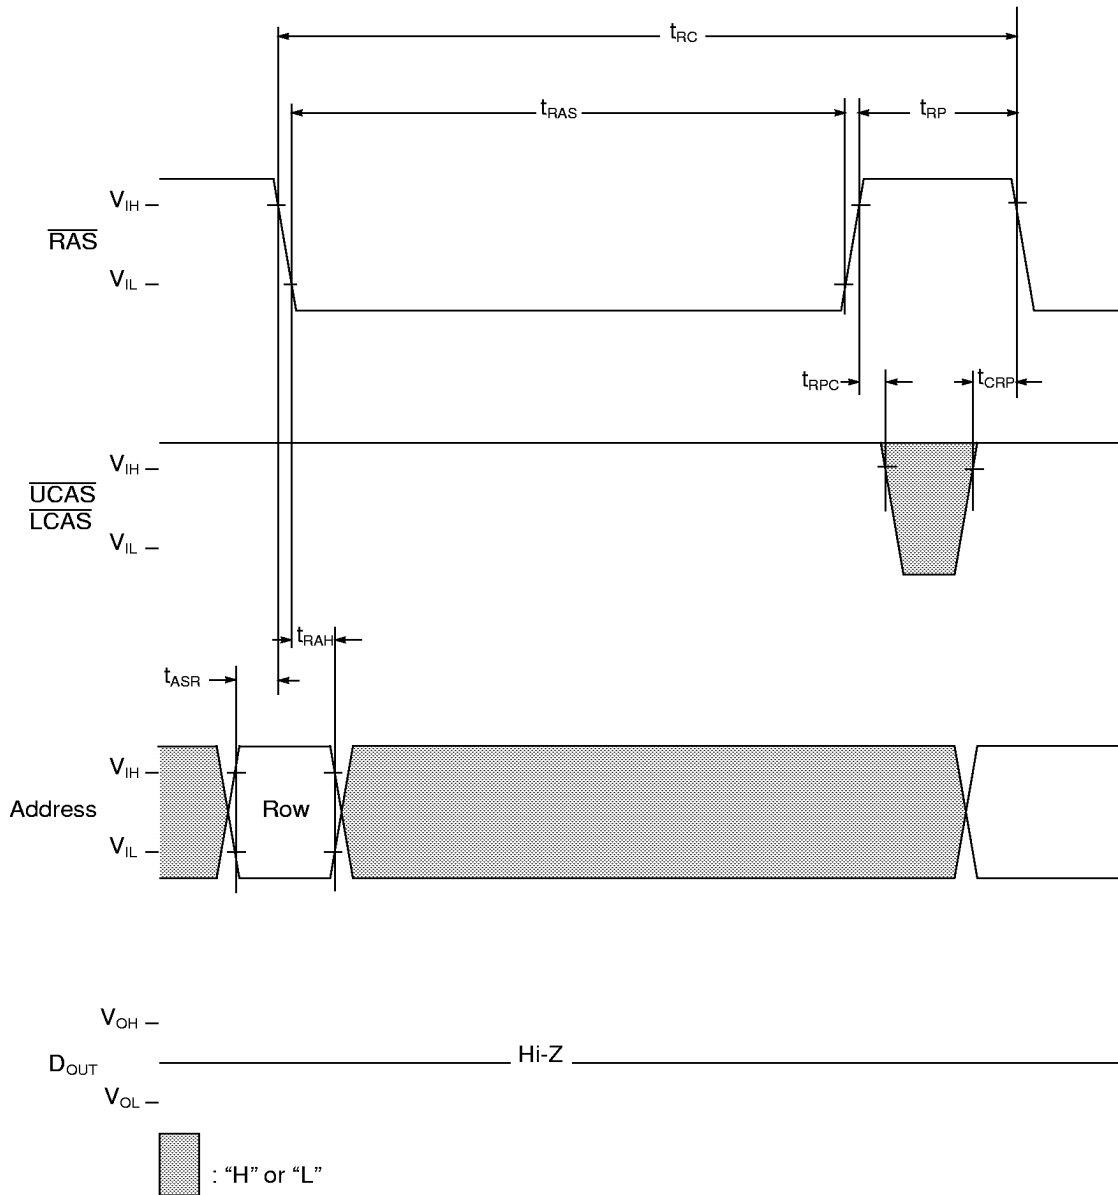 tRC
tRAS
tRP
VIH
RAS
VIL
tRPC
tCRP
VIH
UCAS
LCAS
VIL
tRAH
tASR
VIH
Address
Row
VIL
VOH
DOUT
Hi-Z
VOL
: “H” or “L”